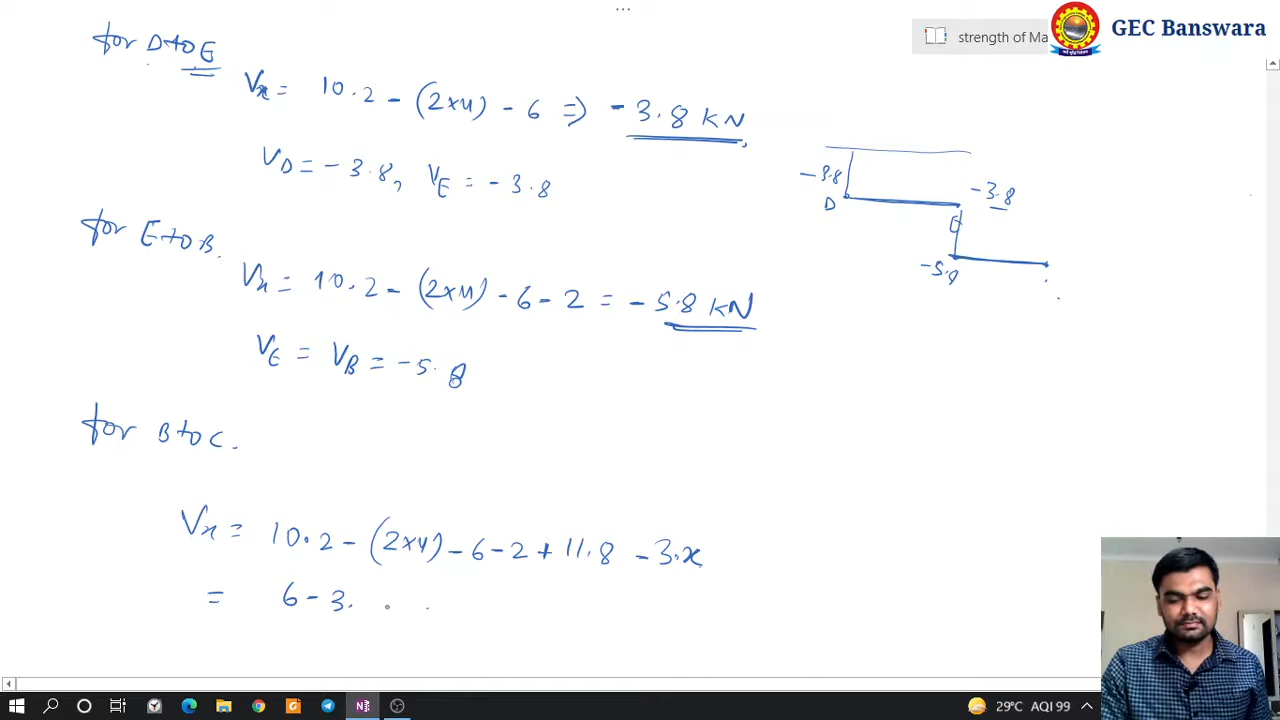 ...
strength of Ma
GEC Banswara
for D to E
Vx = 10.2 - (2x4) - 6 => - 3.8 KN
VD = - 3.8, VE = - 3.8
-3.8
D
-3.8
E
-5.8
for E to B.
Vx = 10.2 - (2x4) - 6 - 2 = - 5.8 KN
VE = VB = -5.8
for B to C.
Vx = 10.2 - (2x4) - 6 - 2 + 11.8 - 3.x
= 6 - 3.
29°C AQI 99